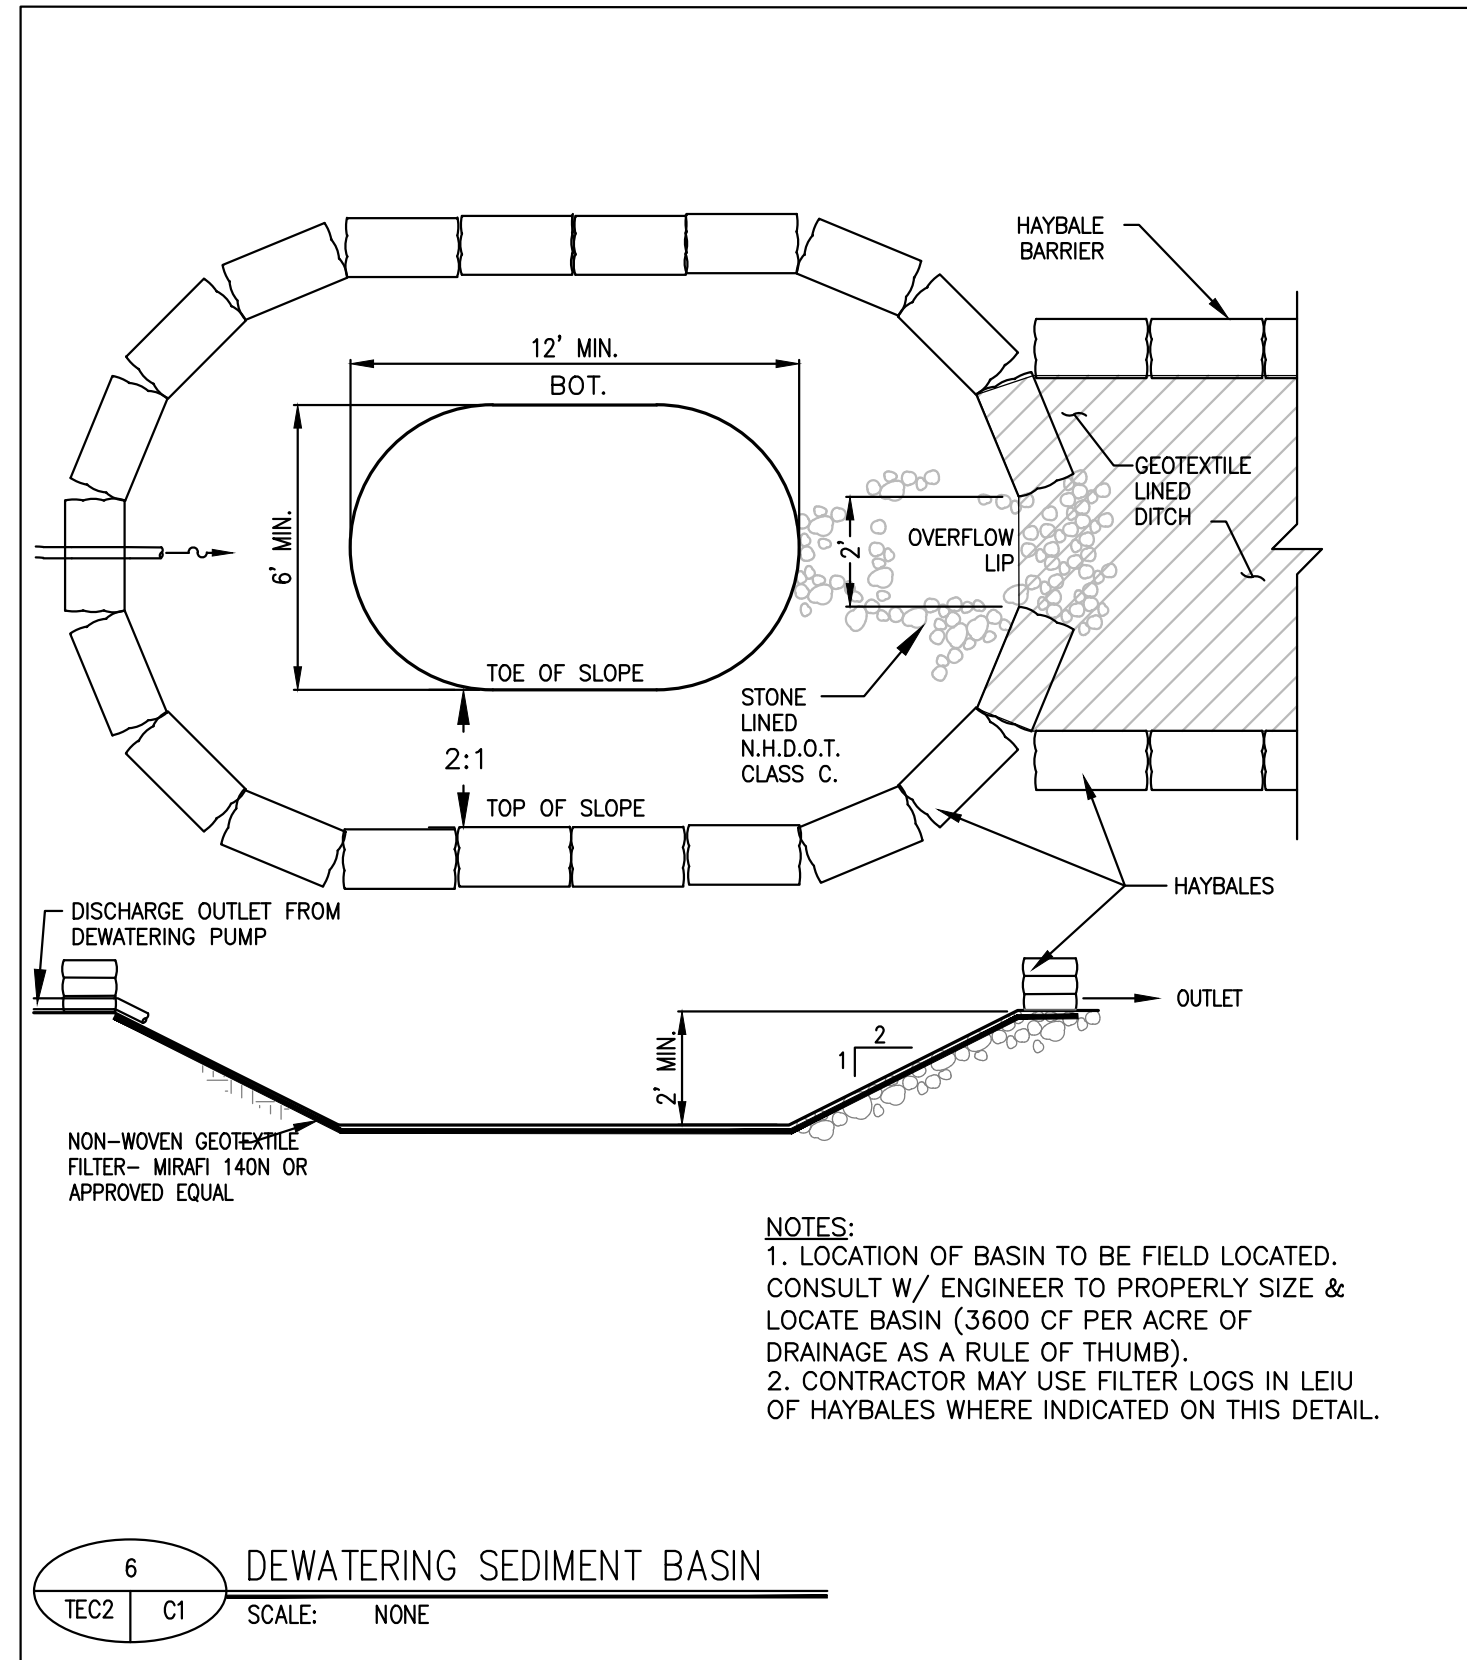 HAYBALE
BARRIER
12' MIN.
BOT.
6' MIN.
GEOTEXTILE
LINED
DITCH
OVERFLOW
LIP
2'
TOE OF SLOPE
STONE
LINED
N.H.D.O.T.
CLASS C.
2:1
TOP OF SLOPE
HAYBALES
DISCHARGE OUTLET FROM
DEWATERING PUMP
OUTLET
2' MIN.
2
1
NON-WOVEN GEOTEXTILE
FILTER- MIRAFI 140N OR
APPROVED EQUAL
NOTES:
1. LOCATION OF BASIN TO BE FIELD LOCATED.
CONSULT W/ ENGINEER TO PROPERLY SIZE &
LOCATE BASIN (3600 CF PER ACRE OF
DRAINAGE AS A RULE OF THUMB).
2. CONTRACTOR MAY USE FILTER LOGS IN LEIU
OF HAYBALES WHERE INDICATED ON THIS DETAIL.
6
TEC2 C1
DEWATERING SEDIMENT BASIN
SCALE: NONE